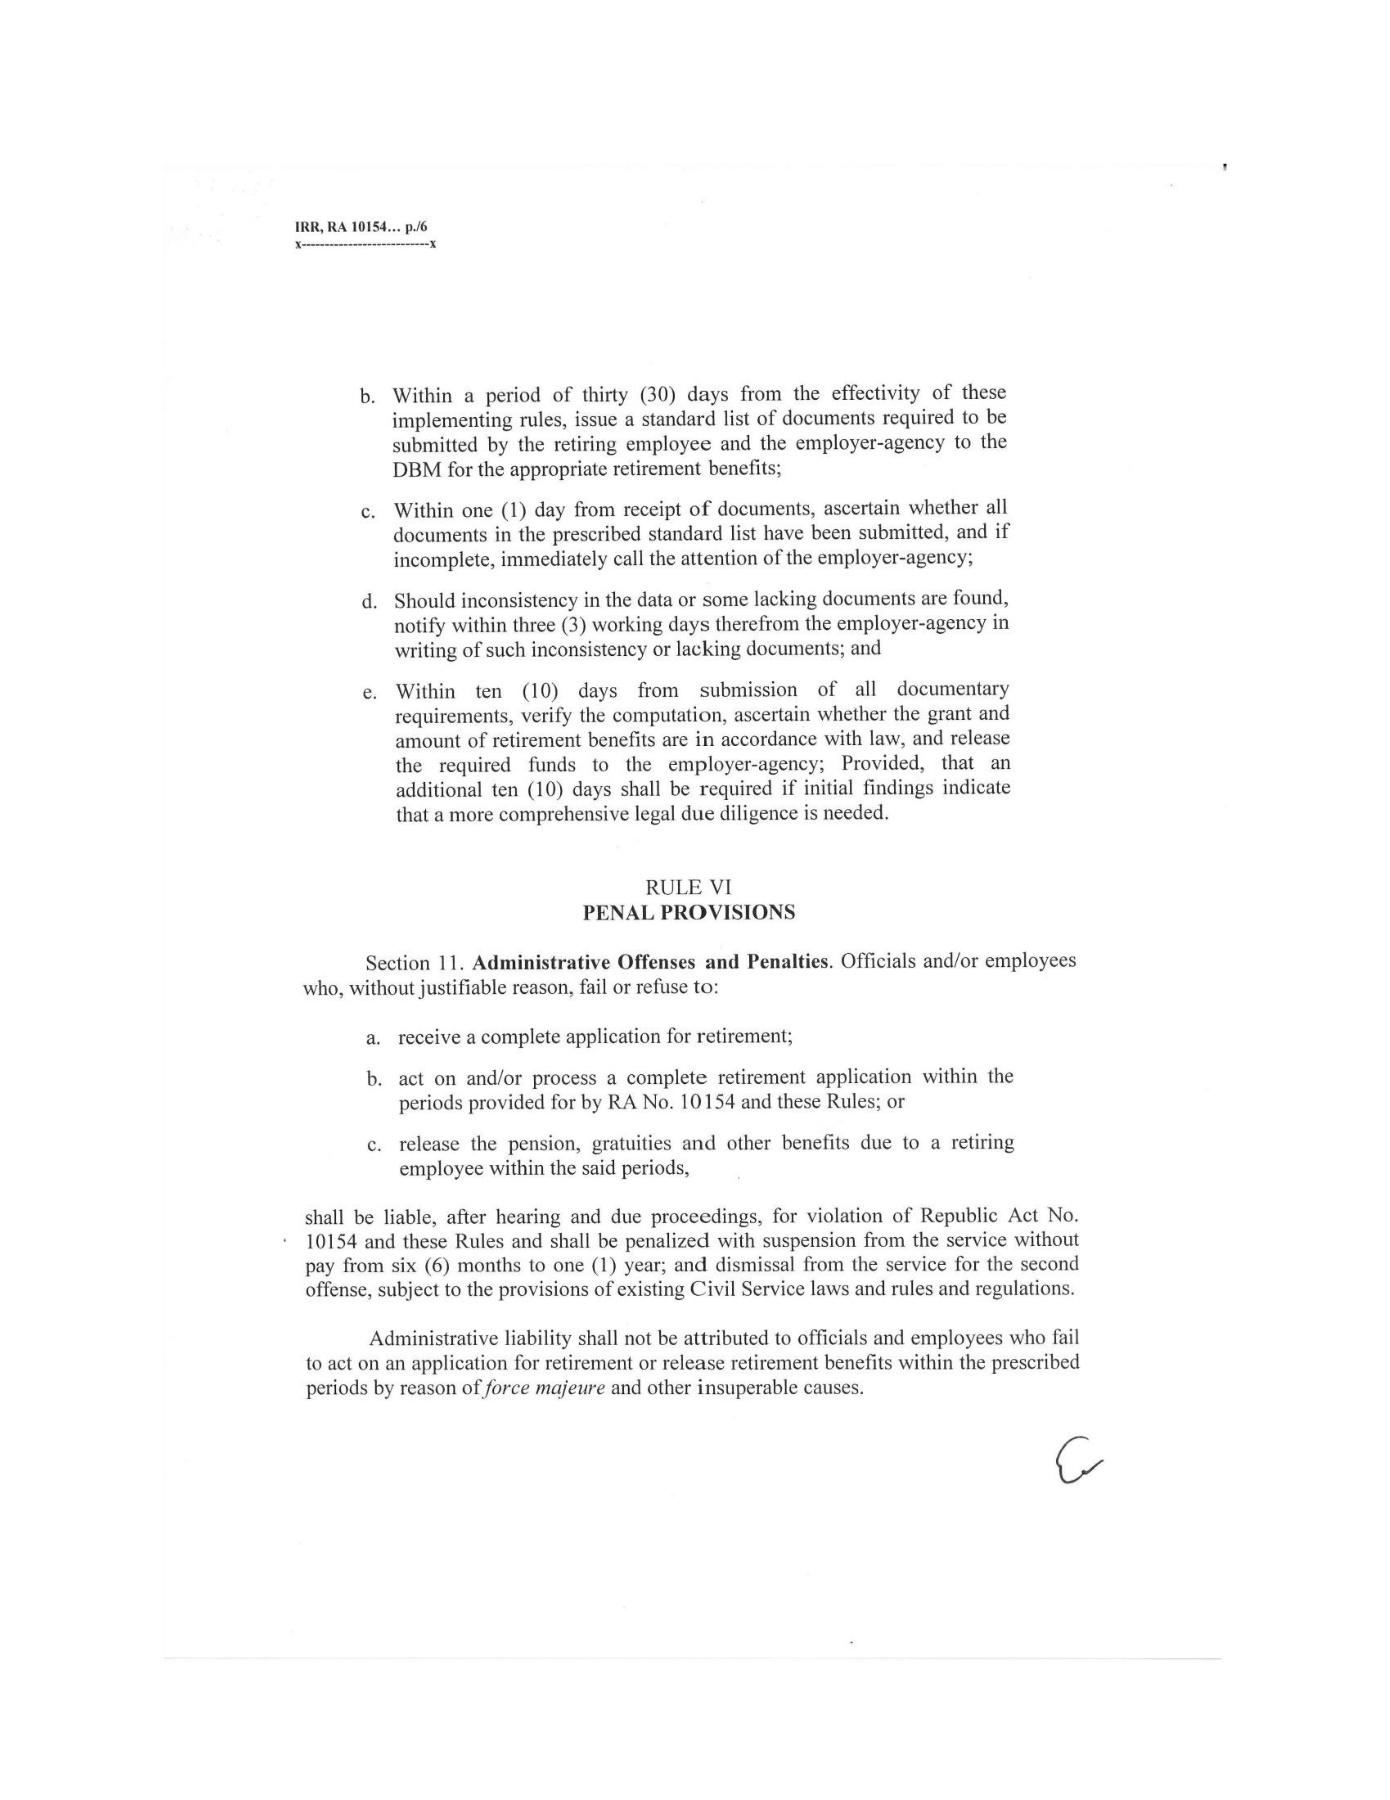 IRR, RA 10154... p./6
x----------------------------x
b. Within a period of thirty (30) days from the effectivity of these
implementing rules, issue a standard list of documents required to be
submitted by the retiring employee and the employer-agency to the
DBM for the appropriate retirement benefits;
c. Within one (1) day from receipt of documents, ascertain whether all
documents in the prescribed standard list have been submitted, and if
incomplete, immediately call the attention of the employer-agency;
d. Should inconsistency in the data or some lacking documents are found,
notify within three (3) working days therefrom the employer-agency in
writing of such inconsistency or lacking documents; and
e. Within ten (10) days from submission of all documentary
requirements, verify the computation, ascertain whether the grant and
amount of retirement benefits are in accordance with law, and release
the required funds to the employer-agency; Provided, that an
additional ten (10) days shall be required if initial findings indicate
that a more comprehensive legal due diligence is needed.
RULE VI
PENAL PROVISIONS
Section 11. Administrative Offenses and Penalties. Officials and/or employees
who, without justifiable reason, fail or refuse to:
a. receive a complete application for retirement;
b. act on and/or process a complete retirement application within the
periods provided for by RA No. 10154 and these Rules; or
c. release the pension, gratuities and other benefits due to a retiring
employee within the said periods,
shall be liable, after hearing and due proceedings, for violation of Republic Act No.
10154 and these Rules and shall be penalized with suspension from the service without
pay from six (6) months to one (1) year; and dismissal from the service for the second
offense, subject to the provisions of existing Civil Service laws and rules and regulations.
Administrative liability shall not be attributed to officials and employees who fail
to act on an application for retirement or release retirement benefits within the prescribed
periods by reason of force majeure and other insuperable causes.